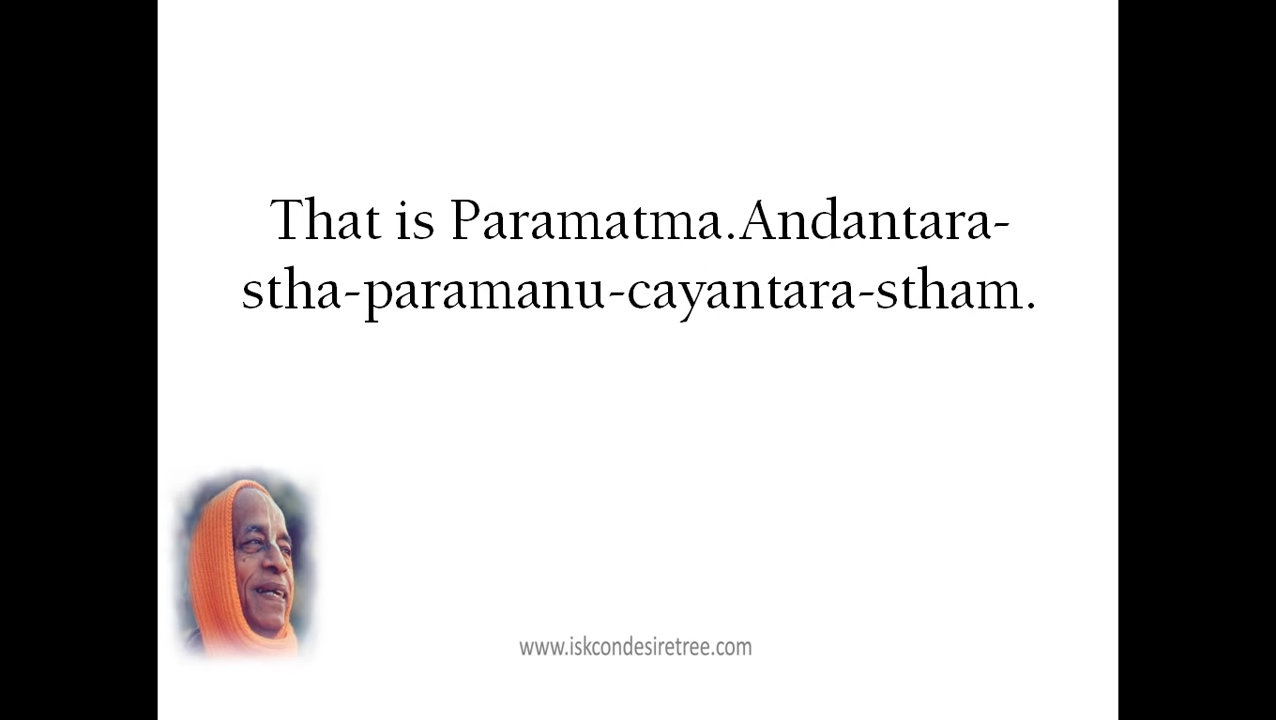 That is Paramatma.Andantara-
stha-paramanu-cayantara-stham.
www.iskcondesiretree.com